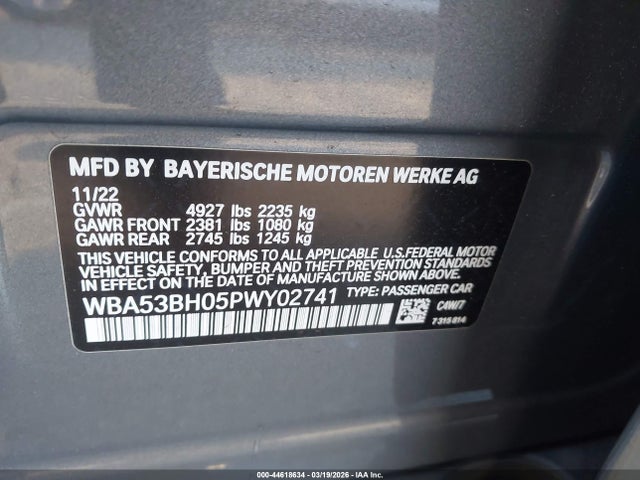 MFD BY BAYERISCHE MOTOREN WERKE AG
11/22
GVWR 4927 lbs 2235 kg
GAWR FRONT 2381 lbs 1080 kg
GAWR REAR 2745 lbs 1245 kg
THIS VEHICLE CONFORMS TO ALL APPLICABLE U.S.FEDERAL MOTOR
VEHICLE SAFETY, BUMPER, AND THEFT PREVENTION STANDARDS
IN EFFECT ON THE DATE OF MANUFACTURE SHOWN ABOVE.
WBA53BH05PWY02741 TYPE: PASSENGER CAR
C4W/7
7315814
000-44618634 | 03/19/2026 | IAA Inc.